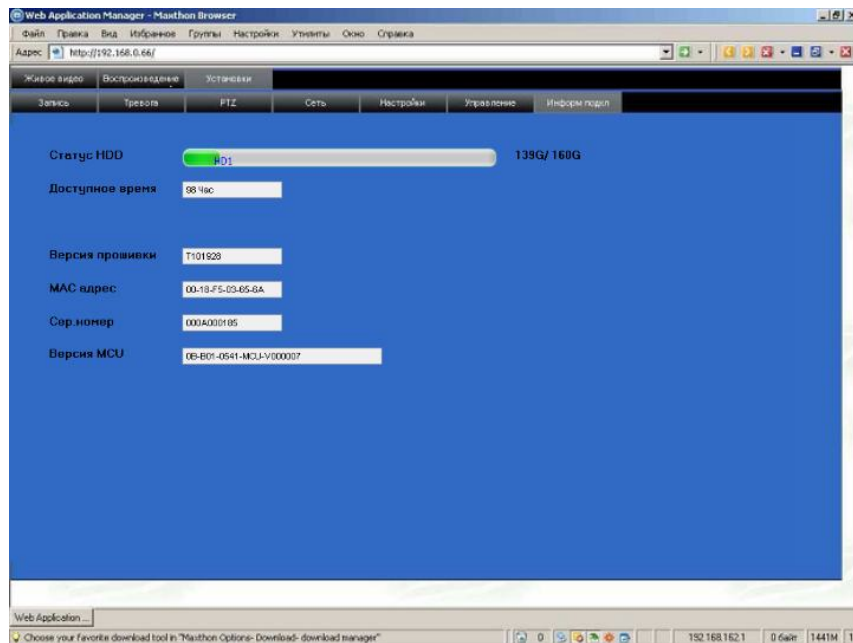 Web Application Manager - Maxthon Browser
Файл Правка Вид Избранное Группы Настройки Утилиты Окно Справка
Адрес http://192.168.0.66/
Живое видео Воспроизведение Установки
Запись Тревога PTZ Сеть Настройки Управление Информ подкл
Статус HDD HD1 139G/160G
Доступное время 98 Час
Версия прошивки T101928
MAC адрес 00-18-F5-03-65-6A
Сер.номер 000A000185
Версия MCU 0B-B01-0541-MCU-V000007
Web Application ...
Choose your favorite download tool in "Maxthon Options- Download- download manager" 0 192.168.162.1 0 байт 1441M